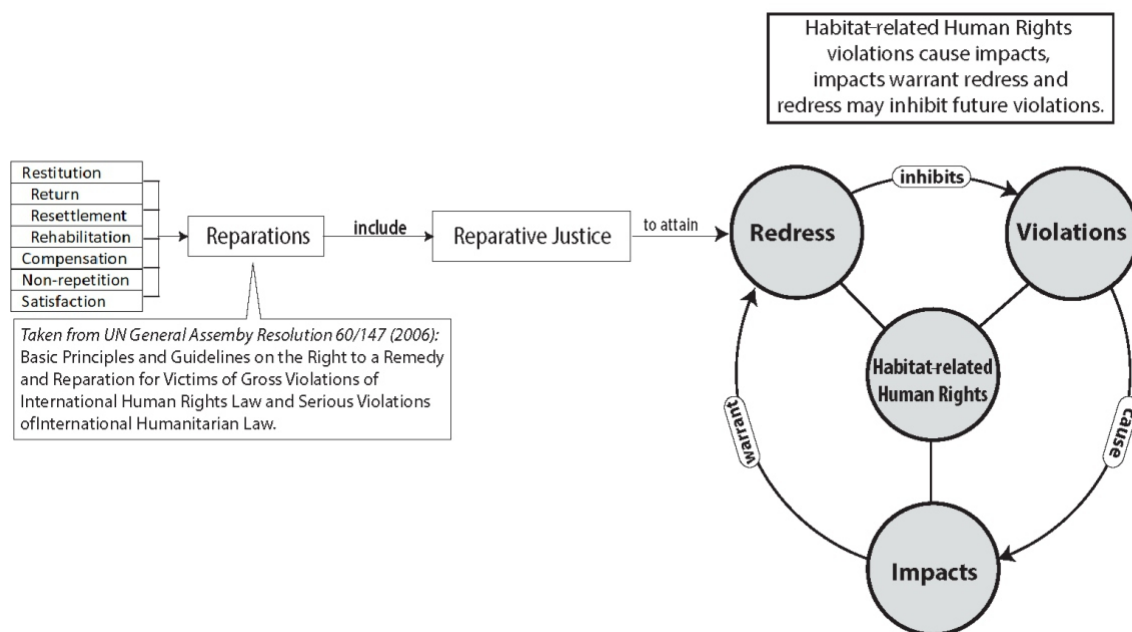 Habitat-related Human Rights
violations cause impacts,
impacts warrant redress and
redress may inhibit future violations.
Restitution
Return
Resettlement
Rehabilitation
Compensation
Non-repetition
Satisfaction
Reparations
include
Reparative Justice
to attain
Redress
inhibits
Violations
Taken from UN General Assemby Resolution 60/147 (2006):
Basic Principles and Guidelines on the Right to a Remedy
and Reparation for Victims of Gross Violations of
International Human Rights Law and Serious Violations
ofInternational Humanitarian Law.
Habitat-related
Human Rights
warrant
cause
Impacts